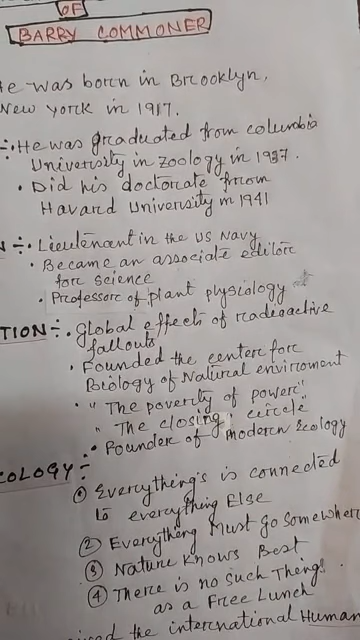 OF
BARRY COMMONER
He was born in Brooklyn,
New york in 1917.
÷ • He was graduated from columbia
University in Zoology in 1937.
• Did his doctorate from
Havard University in 1941
N ÷ • Lieutenant in the US Navy
• Became an associate editor
for science
• Professor of plant physiology
TION ÷ • Global effects of radioactive
fallouts
• Founded the center for
Biology of Natural enviroment
• "The poverity of power"
" The closing circle"
• Founder of modern Ecology
COLOGY ÷
① Everything's is connected
to everything Else
② Everything Must Go Somewhere
③ Nature Knows Best
④ There is no such Thing
as a Free Lunch
the international Human